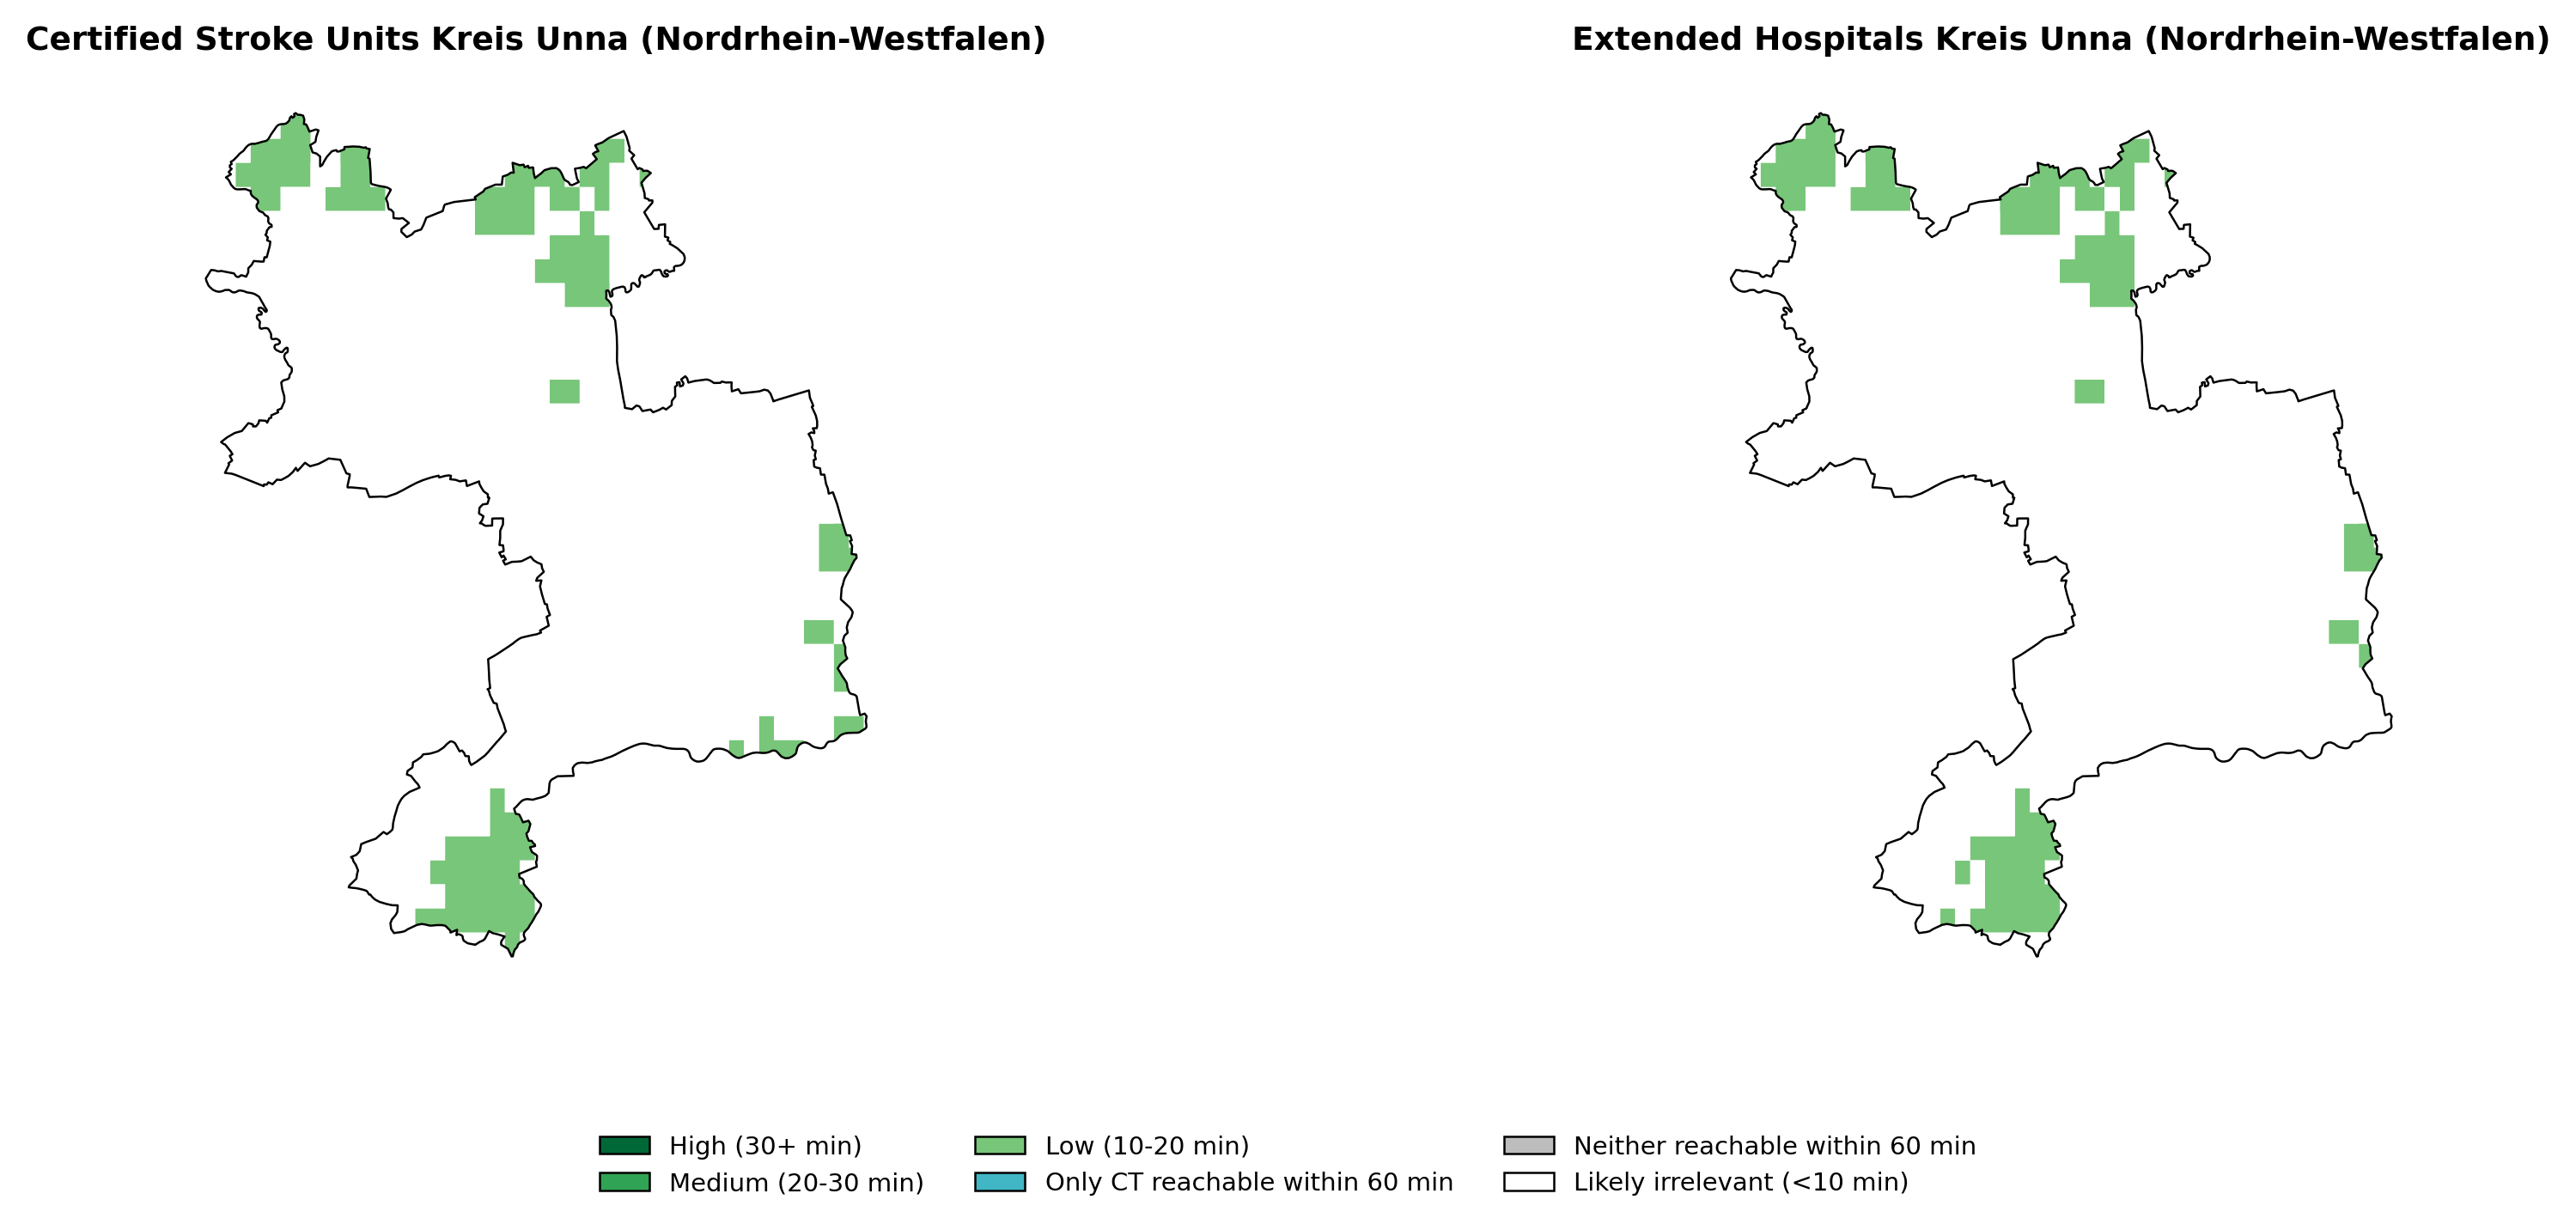 Certified Stroke Units Kreis Unna (Nordrhein-Westfalen)
Extended Hospitals Kreis Unna (Nordrhein-Westfalen)
High (30+ min)
Medium (20-30 min)
Low (10-20 min)
Only CT reachable within 60 min
Neither reachable within 60 min
Likely irrelevant (<10 min)